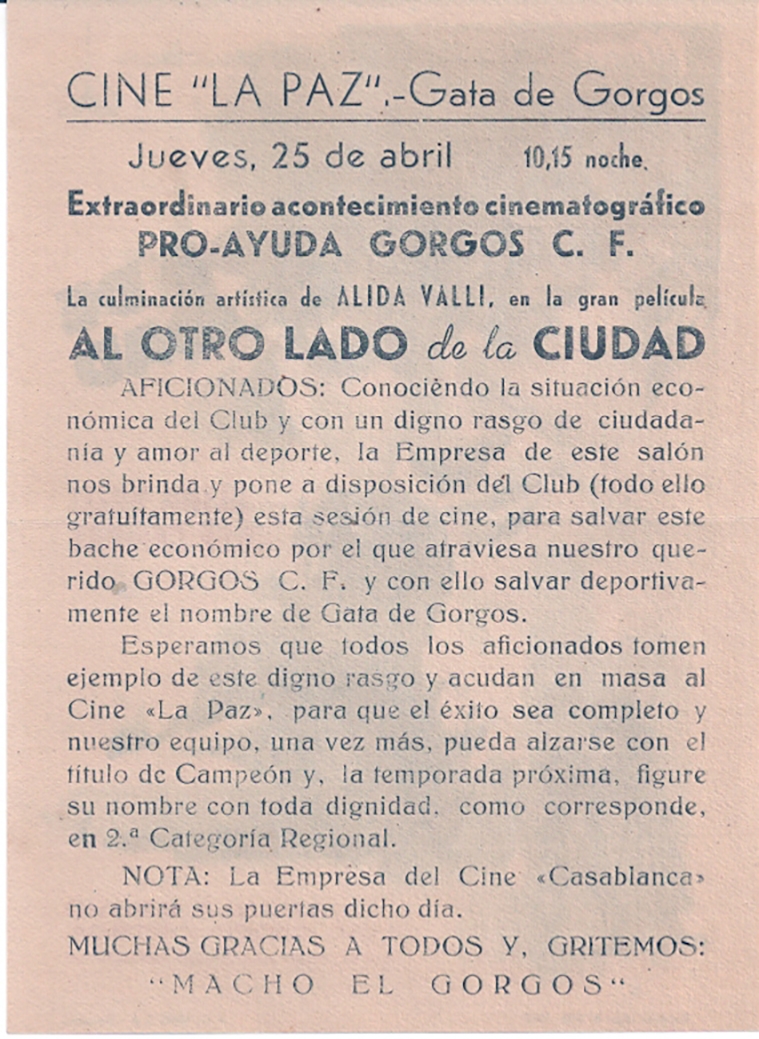 CINE "LA PAZ".-Gata de Gorgos
Jueves, 25 de abril 10,15 noche.
Extraordinario acontecimiento cinematográfico
PRO-AYUDA GORGOS C. F.
La culminación artística de ALIDA VALLI, en la gran película
AL OTRO LADO de la CIUDAD
AFICIONADOS: Conociéndo la situación eco-
nómica del Club y con un digno rasgo de ciudada-
nía y amor al deporte, la Empresa de este salón
nos brinda y pone a disposición del Club (todo ello
gratuítamente) esta sesión de cine, para salvar este
bache económico por el que atraviesa nuestro que-
rido GORGOS C. F. y con ello salvar deportiva-
mente el nombre de Gata de Gorgos.
Esperamos que todos los aficionados tomen
ejemplo de este digno rasgo y acudan en masa al
Cine «La Paz», para que el éxito sea completo y
nuestro equipo, una vez más, pueda alzarse con el
título de Campeón y, la temporada próxima, figure
su nombre con toda dignidad, como corresponde,
en 2.ª Categoría Regional.
NOTA: La Empresa del Cine «Casablanca»
no abrirá sus puertas dicho día.
MUCHAS GRACIAS A TODOS Y, GRITEMOS:
"MACHO EL GORGOS"